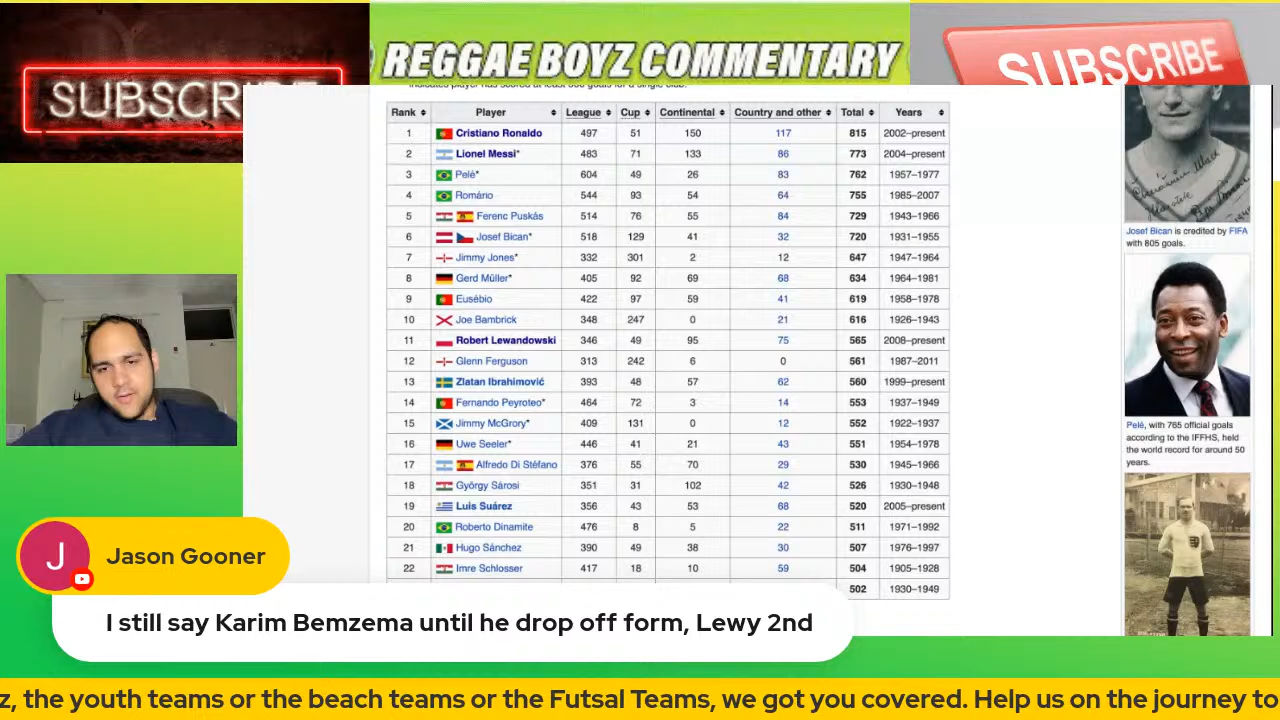 SUBSCR
REGGAE BOYZ COMMENTARY
SUBSCRIBE
Rank Player League Cup Continental Country and other Total Years
1 Cristiano Ronaldo 497 51 150 117 815 2002–present
2 Lionel Messi* 483 71 133 86 773 2004–present
3 Pelé* 604 49 26 83 762 1957–1977
4 Romário 544 93 54 64 755 1985–2007
5 Ferenc Puskás 514 76 55 84 729 1943–1966
6 Josef Bican* 518 129 41 32 720 1931–1955
7 Jimmy Jones* 332 301 2 12 647 1947–1964
8 Gerd Müller* 405 92 69 68 634 1964–1981
9 Eusébio 422 97 59 41 619 1958–1978
10 Joe Bambrick 348 247 0 21 616 1926–1943
11 Robert Lewandowski 346 49 95 75 565 2008–present
12 Glenn Ferguson 313 242 6 0 561 1987–2011
13 Zlatan Ibrahimović 393 48 57 62 560 1999–present
14 Fernando Peyroteo* 464 72 3 14 553 1937–1949
15 Jimmy McGrory* 409 131 0 12 552 1922–1937
16 Uwe Seeler* 446 41 21 43 551 1954–1978
17 Alfredo Di Stéfano 376 55 70 29 530 1945–1966
18 György Sárosi 351 31 102 42 526 1930–1948
19 Luis Suárez 356 43 53 68 520 2005–present
20 Roberto Dinamite 476 8 5 22 511 1971–1992
21 Hugo Sánchez 390 49 38 30 507 1976–1997
22 Imre Schlosser 417 18 10 59 504 1905–1928
502 1930–1949
Josef Bican is credited by FIFA
with 805 goals.
Pelé, with 765 official goals
according to the IFFHS, held
the world record for around 50
years.
J
Jason Gooner
I still say Karim Bemzema until he drop off form, Lewy 2nd
z, the youth teams or the beach teams or the Futsal Teams, we got you covered. Help us on the journey to